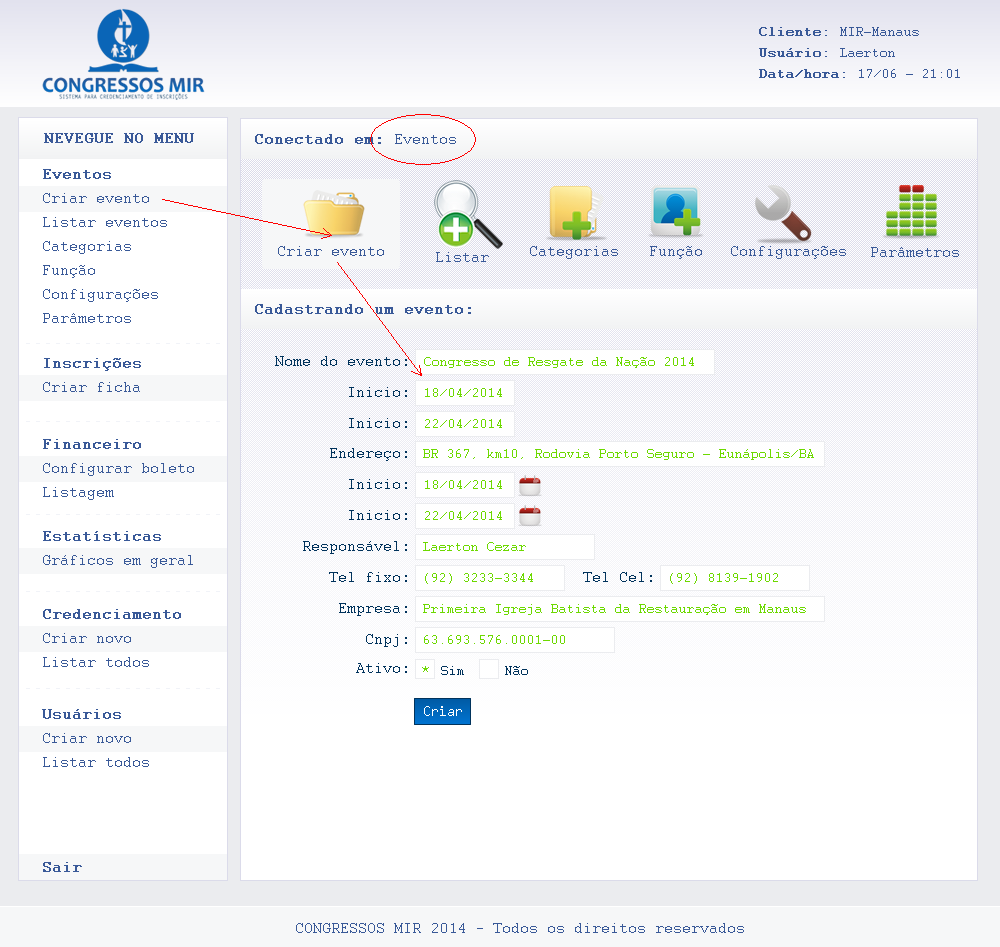 CONGRESSOS MIR
SISTEMA PARA CREDENCIAMENTO DE INSCRIÇÕES
Cliente: MIR-Manaus
Usuário: Laerton
Data/hora: 17/06 - 21:01
NEVEGUE NO MENU
Eventos
Criar evento
Listar eventos
Categorias
Função
Configurações
Parâmetros
Inscrições
Criar ficha
Financeiro
Configurar boleto
Listagem
Estatísticas
Gráficos em geral
Credenciamento
Criar novo
Listar todos
Usuários
Criar novo
Listar todos
Sair
Conectado em: Eventos
Criar evento Listar Categorias Função Configurações Parâmetros
Cadastrando um evento:
Nome do evento: Congresso de Resgate da Nação 2014
Inicio: 18/04/2014
Inicio: 22/04/2014
Endereço: BR 367, km10, Rodovia Porto Seguro - Eunápolis/BA
Inicio: 18/04/2014
Inicio: 22/04/2014
Responsável: Laerton Cezar
Tel fixo: (92) 3233-3344 Tel Cel: (92) 8139-1902
Empresa: Primeira Igreja Batista da Restauração em Manaus
Cnpj: 63.693.576.0001-00
Ativo: * Sim Não
Criar
CONGRESSOS MIR 2014 - Todos os direitos reservados